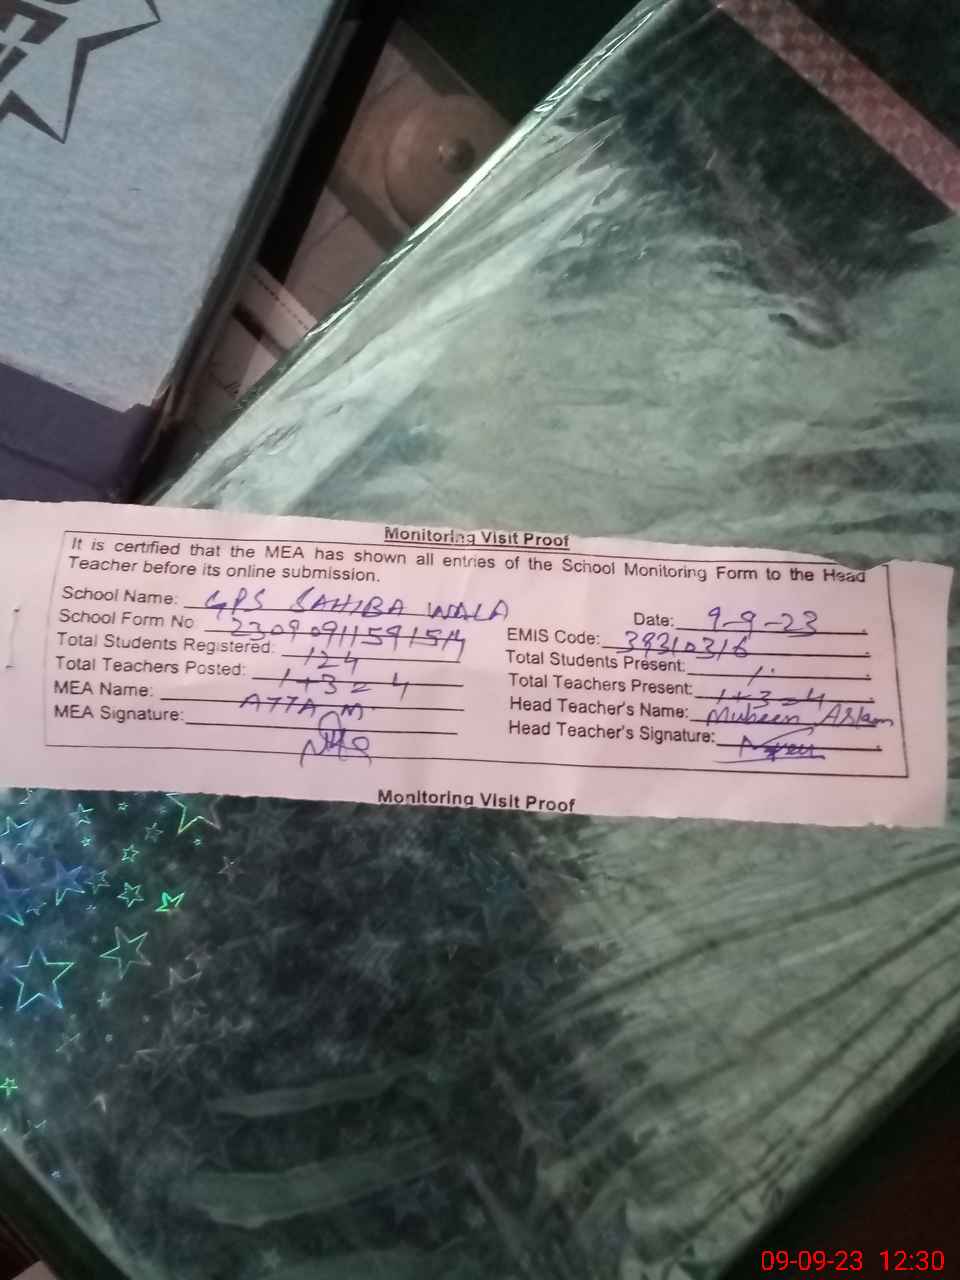 Monitoring Visit Proof
It is certified that the MEA has shown all entries of the School Monitoring Form to the Head
Teacher before its online submission.
School Name: GPS SAHIBA WALA
Date: 9-9-23
School Form No:
EMIS Code: 39310316
Total Students Registered: 124
Total Students Present:
Total Teachers Posted: 1+3=4
Total Teachers Present: 1+3=4
MEA Name: ATTA M.
Head Teacher's Name: Mubeen Aslam
MEA Signature:
Head Teacher's Signature:
Monitoring Visit Proof
09-09-23 12:30